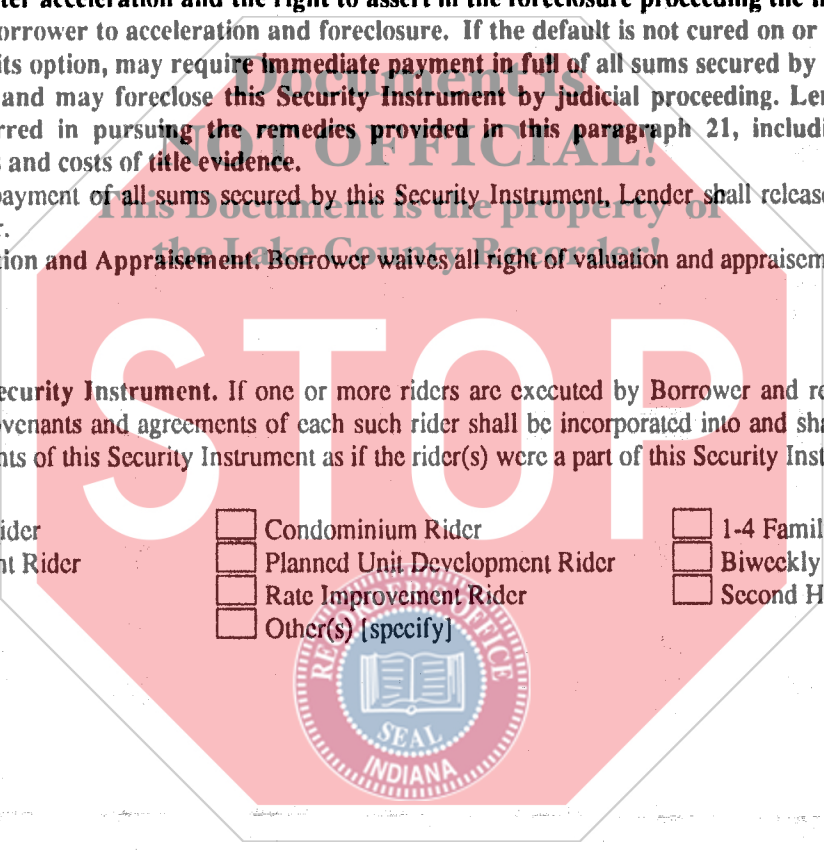 ter acceleration and the right to assert in the foreclosure proceeding the
orrower to acceleration and foreclosure. If the default is not cured on or
its option, may require immediate payment in full of all sums secured by
and may foreclose this Security Instrument by judicial proceeding. Len
rred in pursuing the remedies provided in this paragraph 21, includi
s and costs of title evidence.
payment of all sums secured by this Security Instrument, Lender shall release
r.
tion and Appraisement. Borrower waives all right of valuation and appraisem
Document is
NOT OFFICIAL!
This Document is the property of
the Lake County Recorder!
STOP
ecurity Instrument. If one or more riders are executed by Borrower and re
venants and agreements of each such rider shall be incorporated into and sha
nts of this Security Instrument as if the rider(s) were a part of this Security Inst
ider Condominium Rider 1-4 Famil
nt Rider Planned Unit Development Rider Biweekly
Rate Improvement Rider Second H
Other(s) [specify]
RECORDER'S OFFICE
SEAL
INDIANA